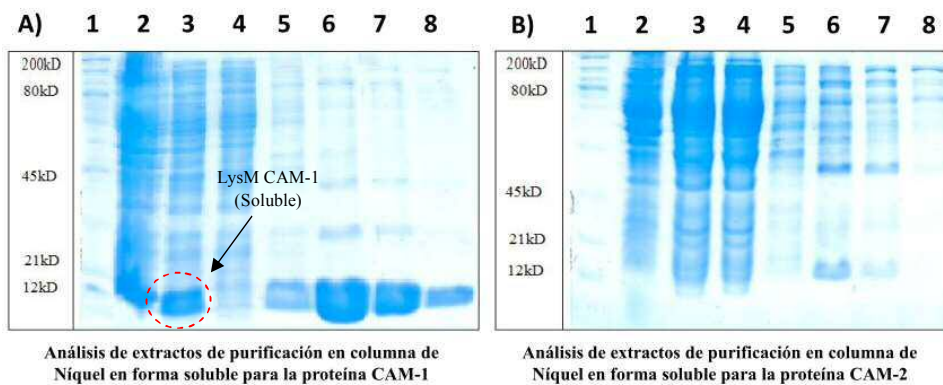 A) 1 2 3 4 5 6 7 8
200kD
80kD
45kD
LysM CAM-1
(Soluble)
21kD
12kD
Análisis de extractos de purificación en columna de
Níquel en forma soluble para la proteína CAM-1
B) 1 2 3 4 5 6 7 8
200kD
80kD
45kD
21kD
12kD
Análisis de extractos de purificación en columna de
Níquel en forma soluble para la proteína CAM-2